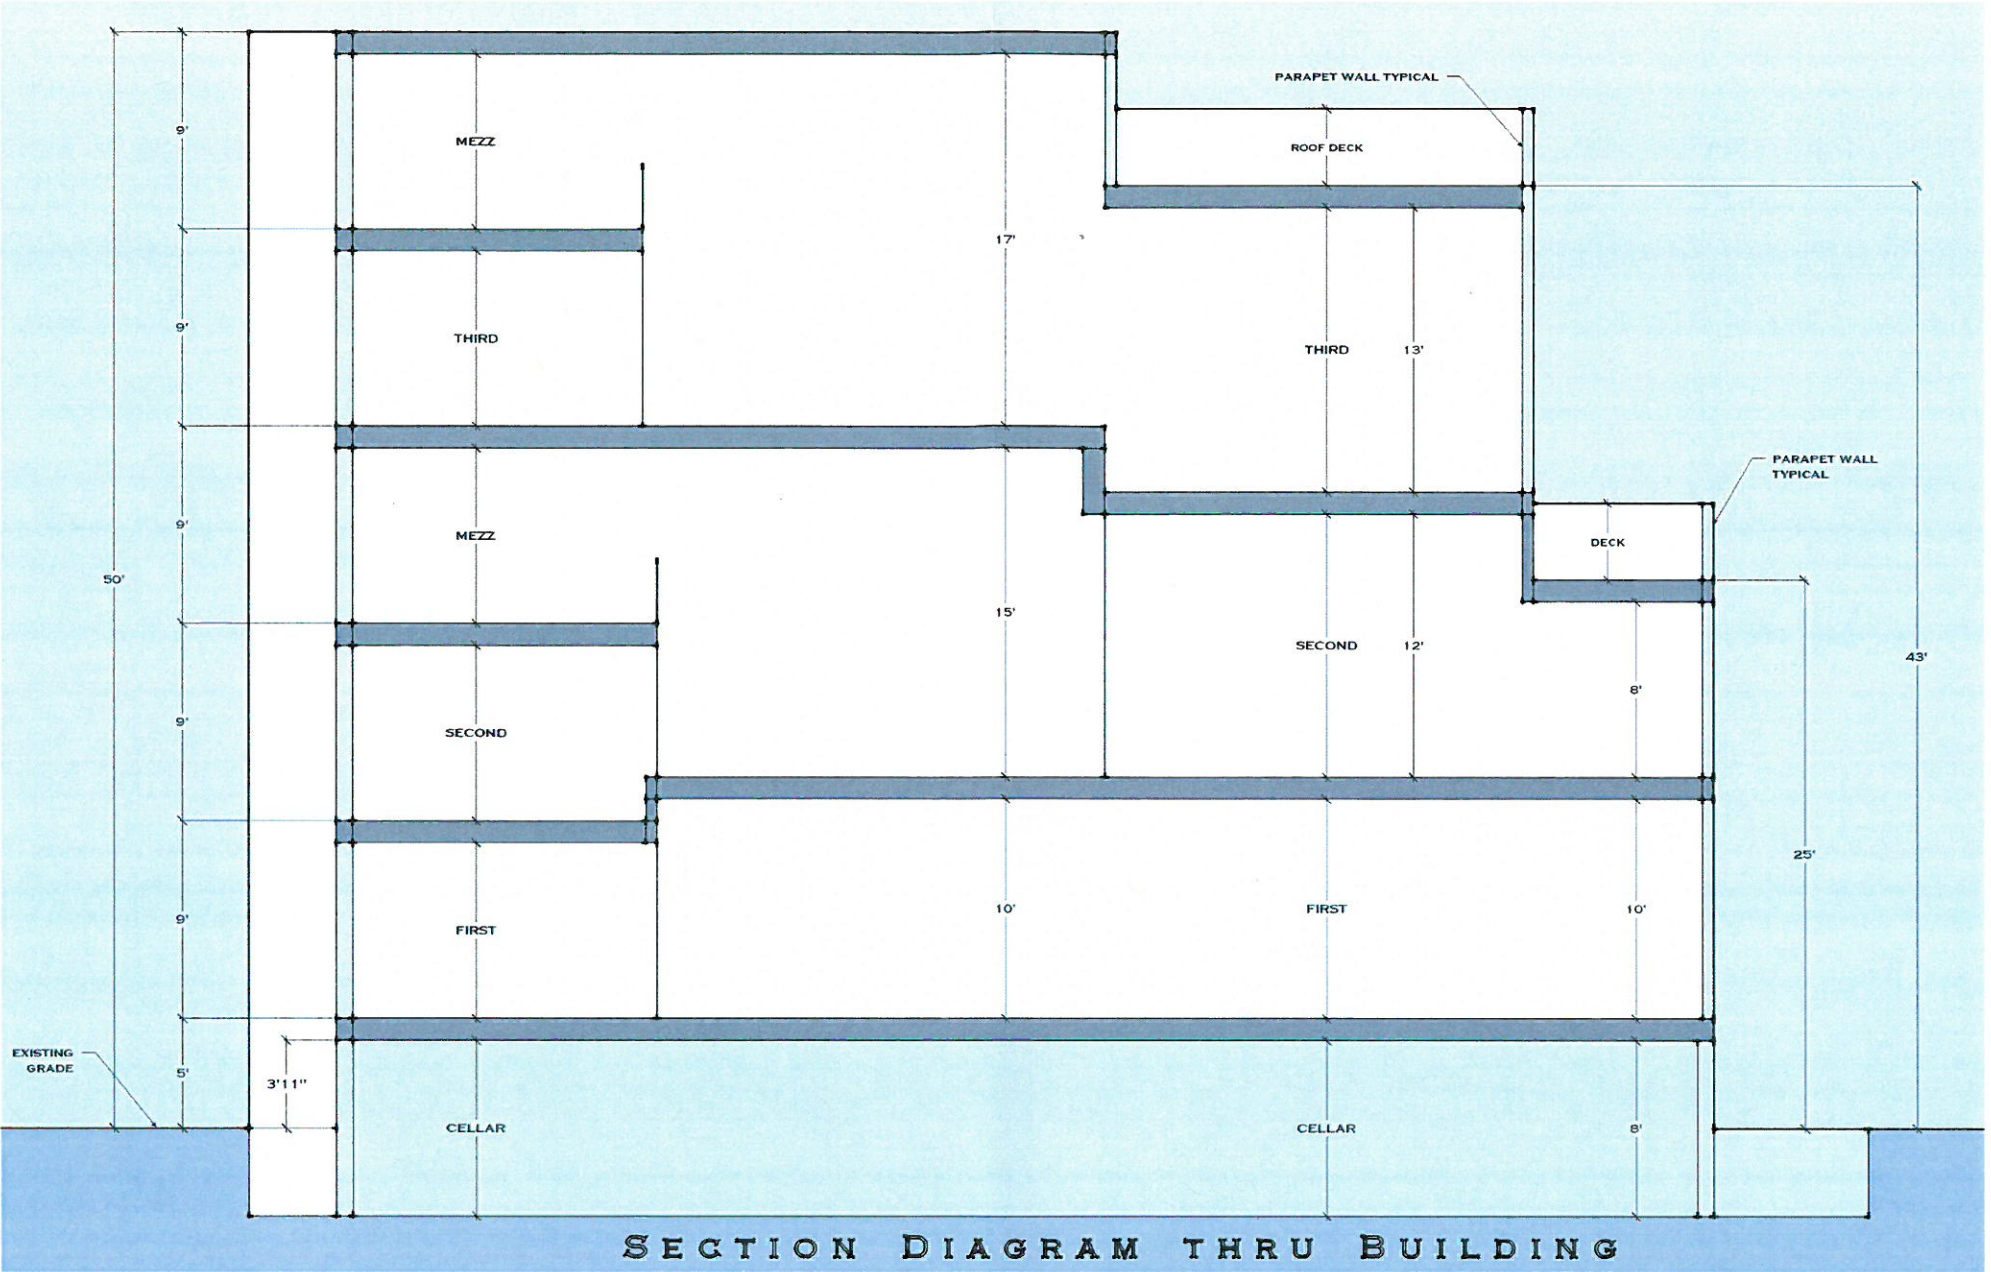 PARAPET WALL TYPICAL
9'
MEZZ
ROOF DECK
17'
9'
THIRD
THIRD
13'
PARAPET WALL
TYPICAL
9'
MEZZ
DECK
50'
15'
SECOND
12'
43'
8'
9'
SECOND
25'
10'
FIRST
10'
9'
FIRST
EXISTING
GRADE
5'
3'11"
CELLAR
CELLAR
8'
SECTION DIAGRAM THRU BUILDING